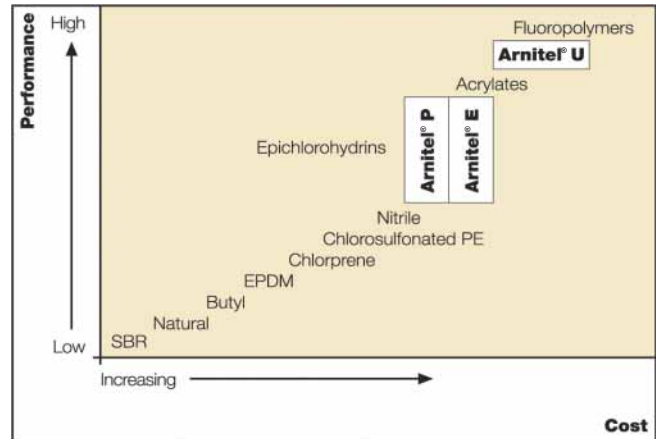 Performance
High
Low
Fluoropolymers
Arnitel® U
Acrylates
Arnitel® P
Arnitel® E
Epichlorohydrins
Nitrile
Chlorosulfonated PE
Chlorprene
EPDM
Butyl
Natural
SBR
Increasing
Cost